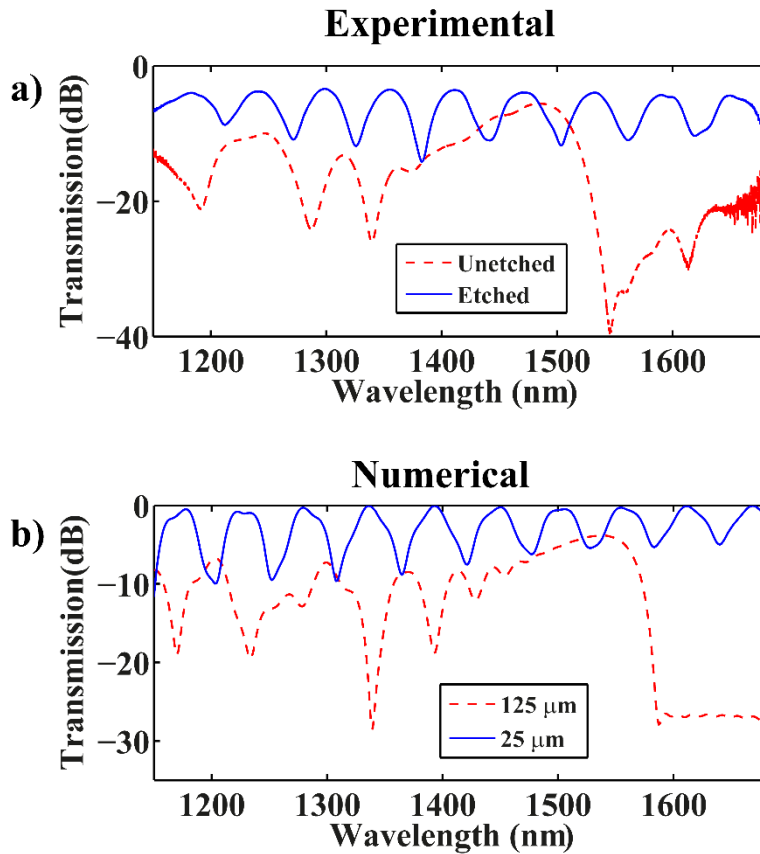 Experimental
a)
Transmission(dB)
0
−20
−40
Unetched
Etched
1200 1300 1400 1500 1600
Wavelength (nm)
Numerical
b)
Transmission(dB)
0
−10
−20
−30
125 μm
25 μm
1200 1300 1400 1500 1600
Wavelength (nm)